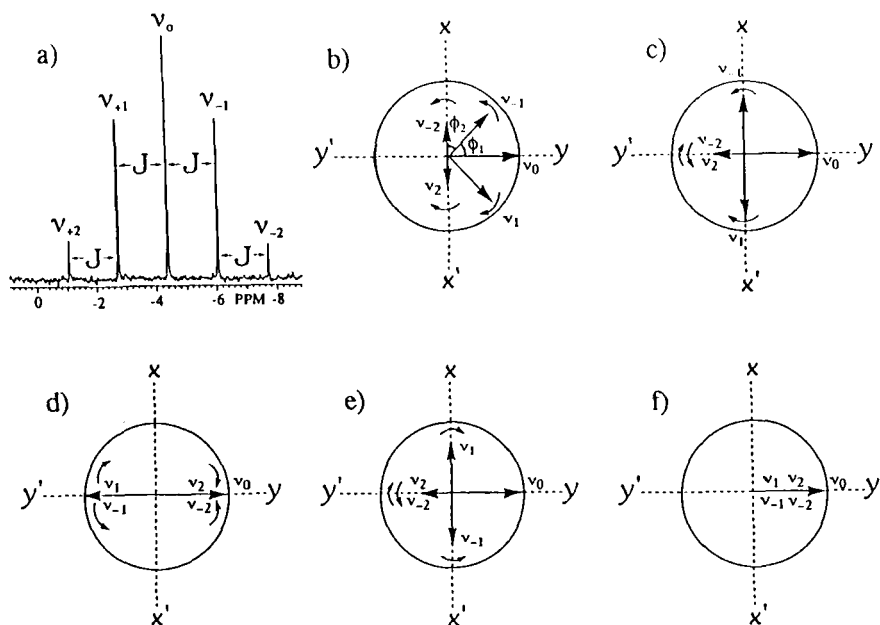 a)
ν₀
ν₊₁
ν₋₁
J
J
ν₊₂
ν₋₂
J
J
0 -2 -4 -6 PPM -8
b)
x
ν₋₁
ν₋₂ ϕ₂
ϕ₁
y' y
ν₀
ν₂
ν₁
x'
c)
x
ν₋₁
ν₋₂
y' y
ν₂ ν₀
ν₁
x'
d)
x
ν₁ ν₂ ν₀
y' y
ν₋₁ ν₋₂
x'
e)
x
ν₁
ν₂ ν₀
y' y
ν₋₂
ν₋₁
x'
f)
x
ν₁ ν₂ ν₀
y' y
ν₋₁ ν₋₂
x'